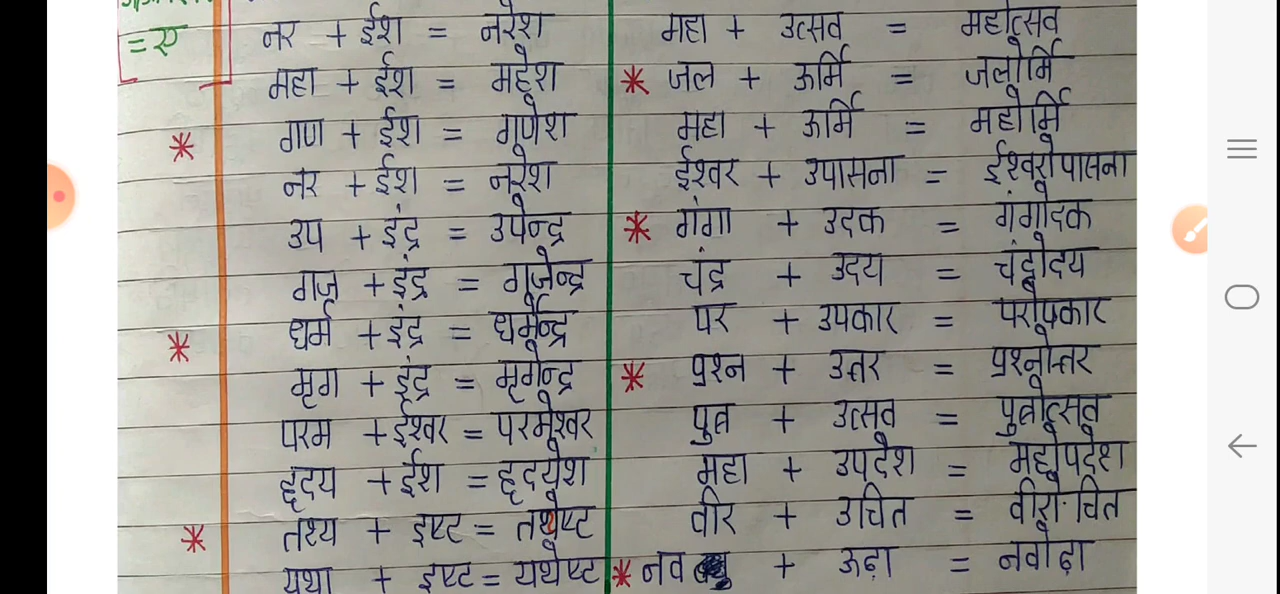 = ए
नर + ईश = नरेश
महा + ईश = महेश
गण + ईश = गणेश
नर + ईश = नरेश
उप + इंद्र = उपेन्द्र
गज + इंद्र = गजेन्द्र
धर्म + इंद्र = धर्मेन्द्र
मृग + इंद्र = मृगेन्द्र
परम + ईश्वर = परमेश्वर
हृदय + ईश = हृदयेश
तथ्य + इष्ट = तथेष्ट
यथा + इष्ट = यथेष्ट
महा + उत्सव = महोत्सव
* जल + ऊर्मि = जलोर्मि
महा + ऊर्मि = महोर्मि
ईश्वर + उपासना = ईश्वरोपासना
* गंगा + उदक = गंगोदक
चंद्र + उदय = चंद्रोदय
पर + उपकार = परोपकार
* प्रश्न + उत्तर = प्रश्नोत्तर
पुत्र + उत्सव = पुत्रोत्सव
महा + उपदेश = महोपदेश
वीर + उचित = वीरोचित
* नव + ऊढ़ा = नवोढ़ा